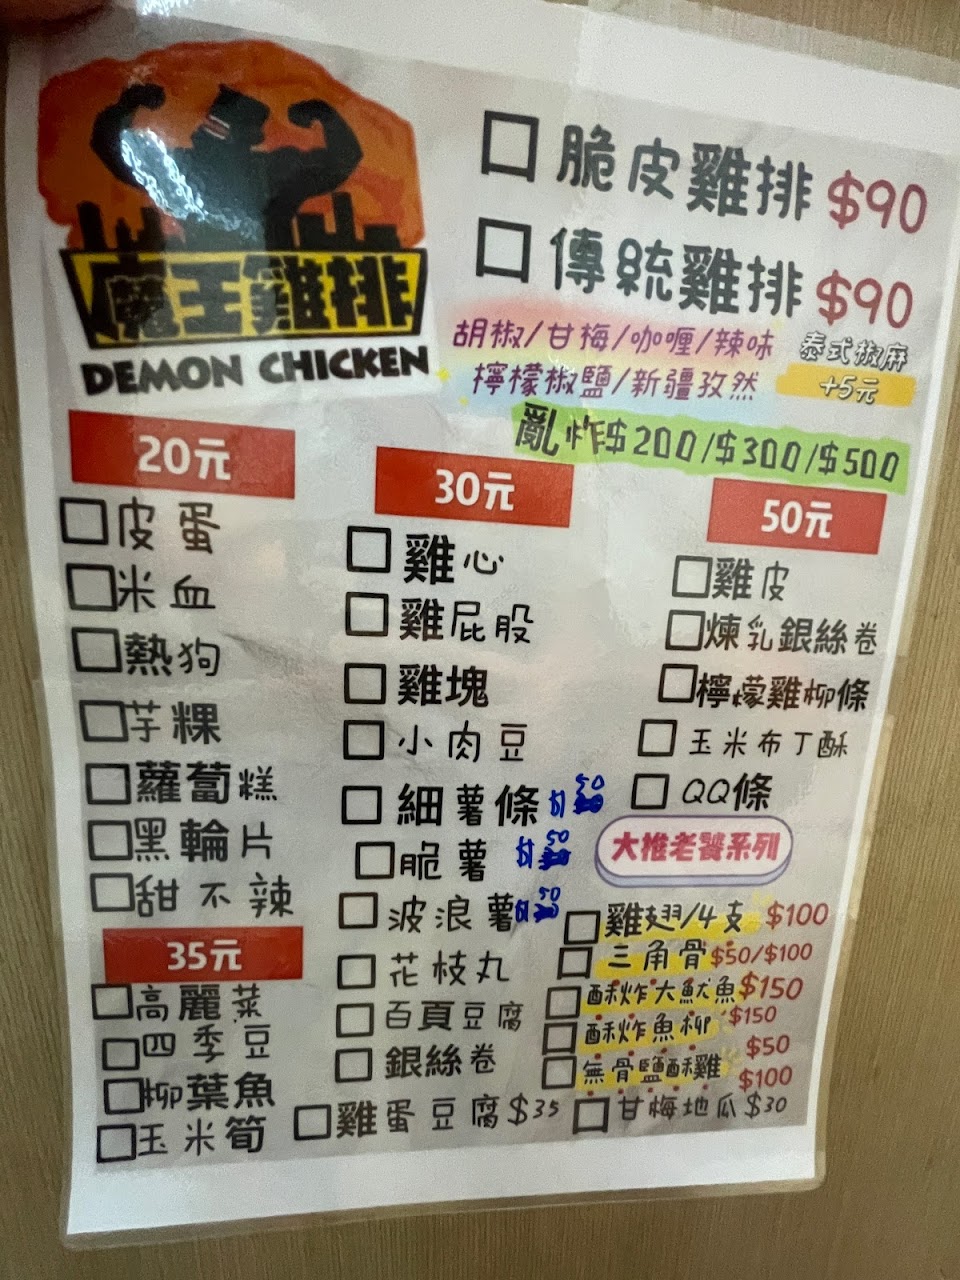 魔王雞排
DEMON CHICKEN
□脆皮雞排 $90
□傳統雞排 $90
胡椒/甘梅/咖喱/辣味
檸檬椒鹽/新疆孜然
泰式椒麻
+5元
亂炸$200/$300/$500
20元
□皮蛋
□米血
□熱狗
□芋粿
□蘿蔔糕
□黑輪片
□甜不辣
35元
□高麗菜
□四季豆
□柳葉魚
□玉米筍
30元
□雞心
□雞屁股
□雞塊
□小肉豆
□細薯條 $50
□脆薯 $50
□波浪薯 $50
□花枝丸
□百頁豆腐
□銀絲卷
□雞蛋豆腐$35
50元
□雞皮
□煉乳銀絲卷
□檸檬雞柳條
□玉米布丁酥
□QQ條
大推老饕系列
□雞翅/4支 $100
□三角骨$50/$100
□酥炸大魷魚$150
□酥炸魚柳 $150
□無骨鹽酥雞 $50
$100
□甘梅地瓜$30